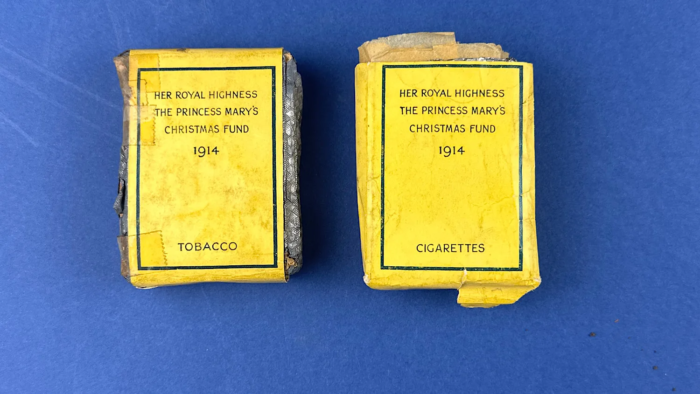 HER ROYAL HIGHNESS
THE PRINCESS MARY'S
CHRISTMAS FUND
1914
TOBACCO
HER ROYAL HIGHNESS
THE PRINCESS MARY'S
CHRISTMAS FUND
1914
CIGARETTES